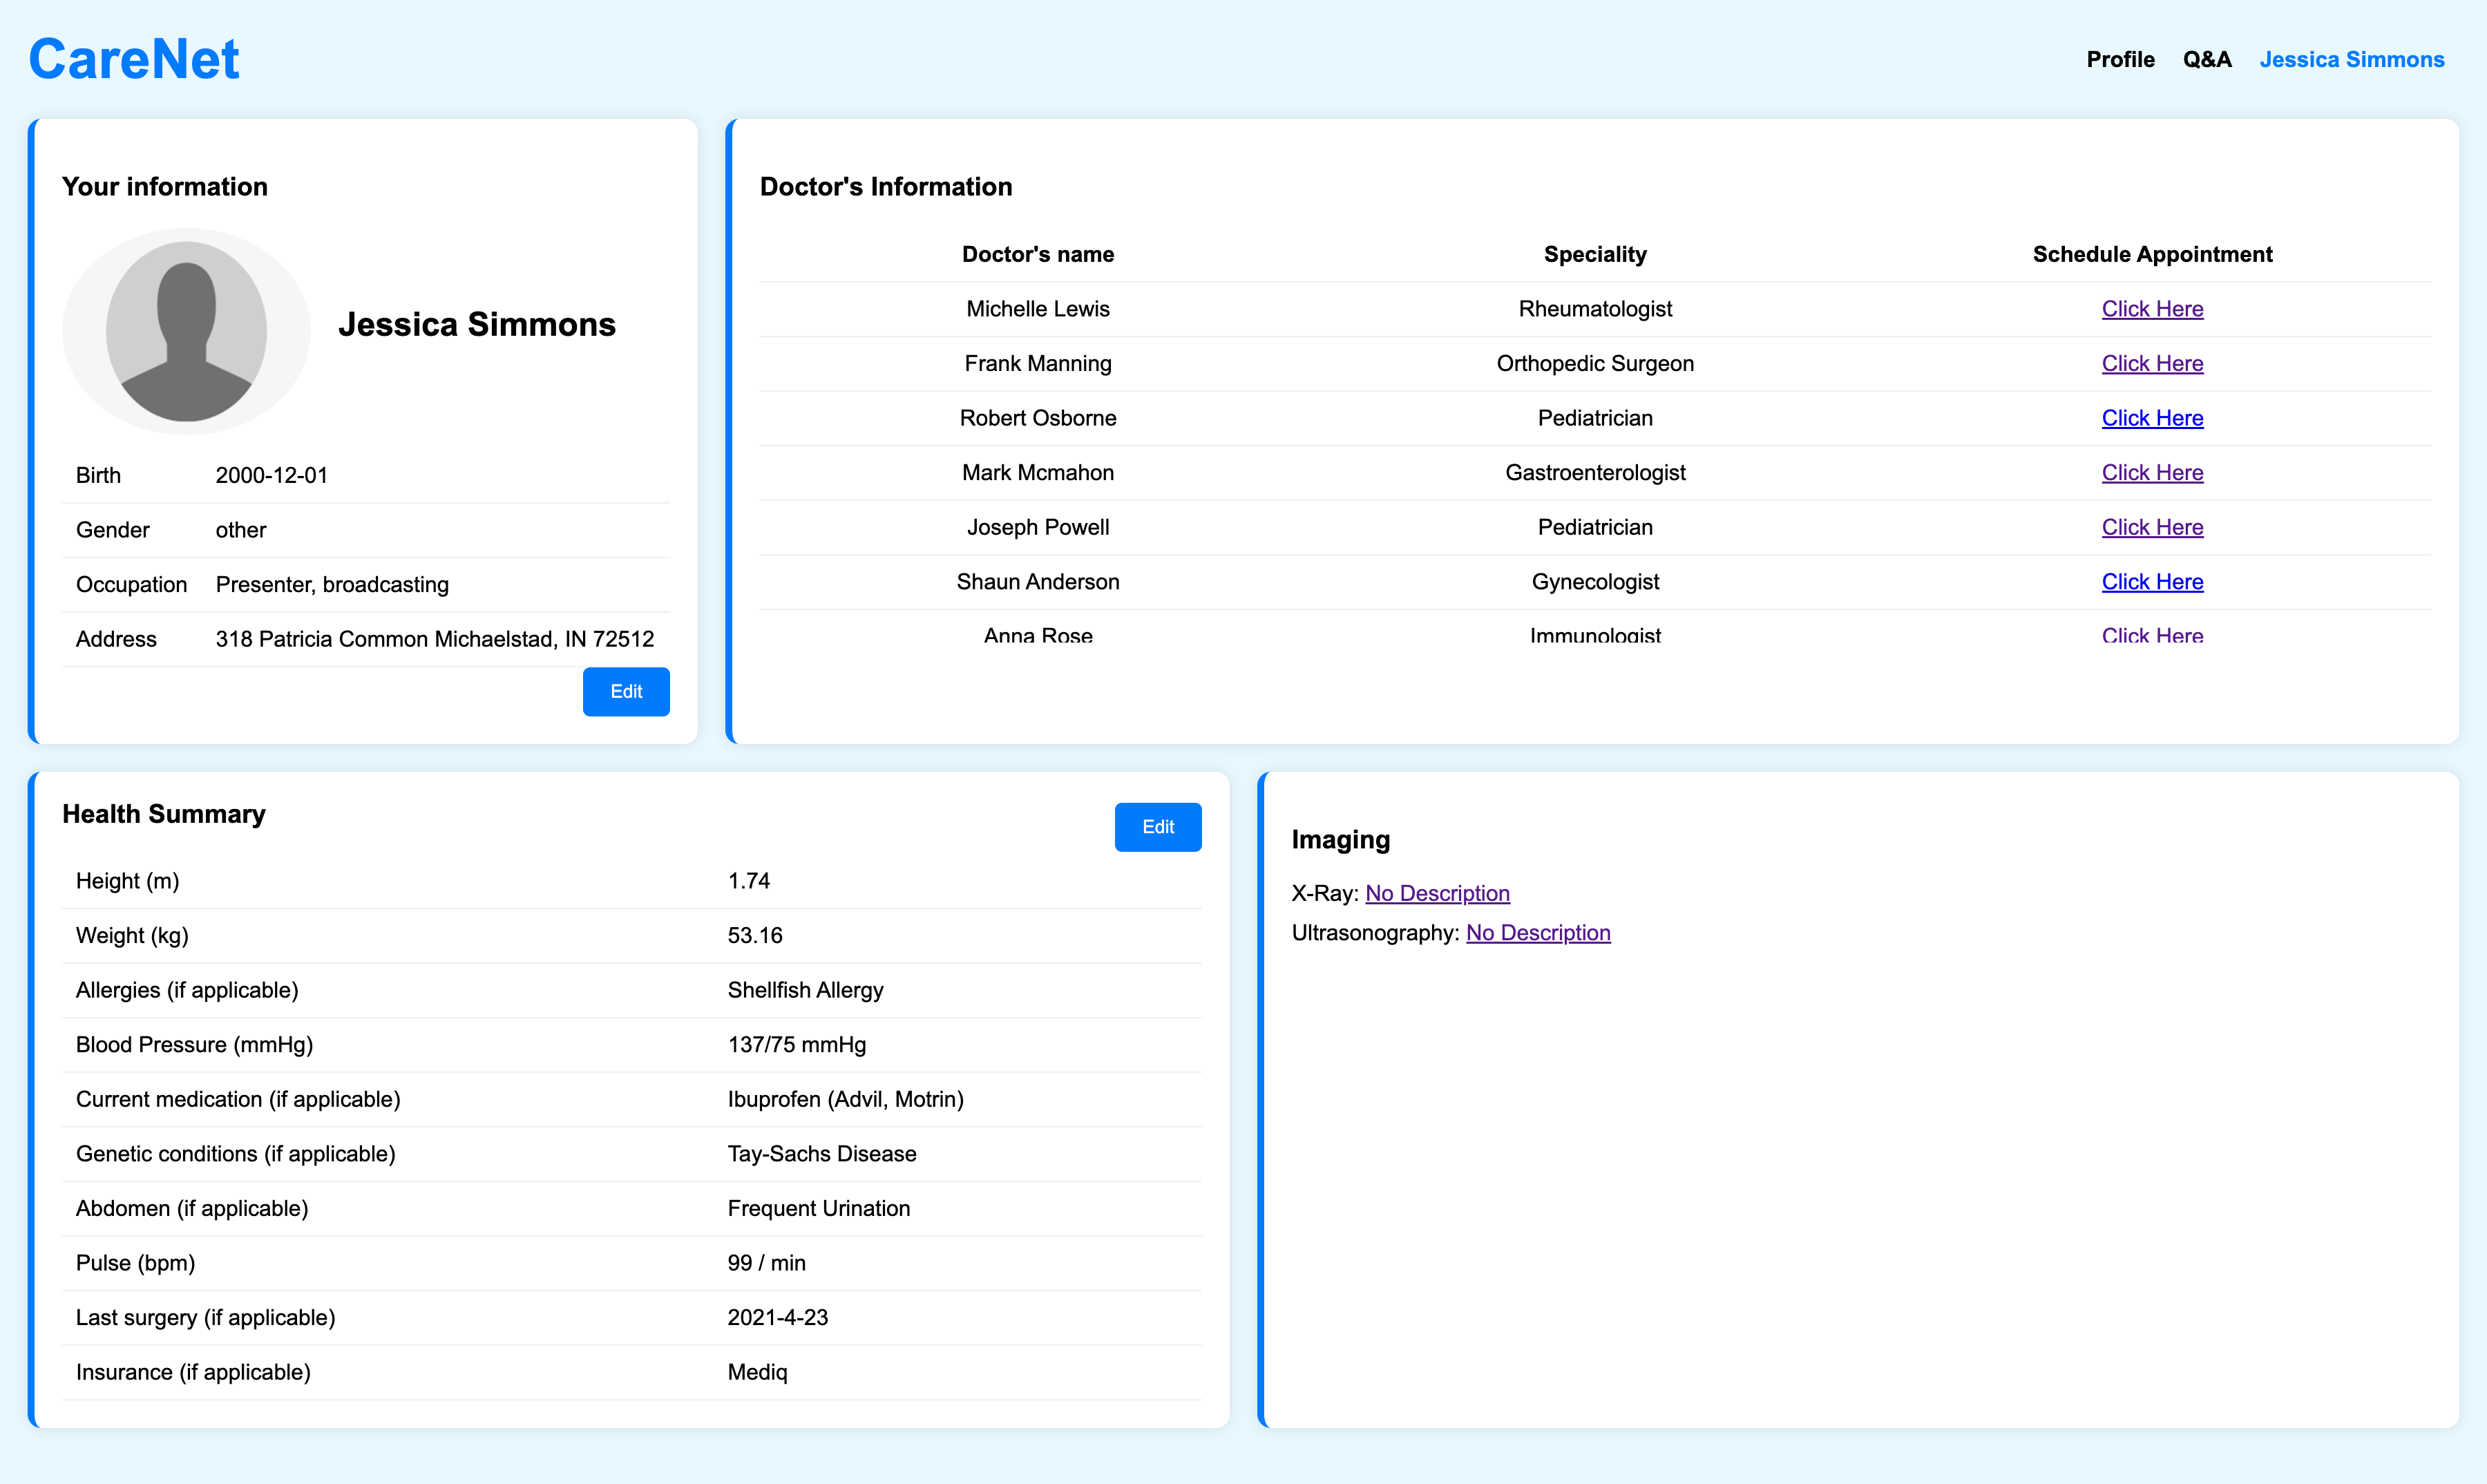 CareNet
Profile Q&A Jessica Simmons
Your information
Jessica Simmons
Birth 2000-12-01
Gender other
Occupation Presenter, broadcasting
Address 318 Patricia Common Michaelstad, IN 72512
Edit
Doctor's Information
Doctor's name Speciality Schedule Appointment
Michelle Lewis Rheumatologist Click Here
Frank Manning Orthopedic Surgeon Click Here
Robert Osborne Pediatrician Click Here
Mark Mcmahon Gastroenterologist Click Here
Joseph Powell Pediatrician Click Here
Shaun Anderson Gynecologist Click Here
Anna Rose Immunologist Click Here
Health Summary
Edit
Height (m) 1.74
Weight (kg) 53.16
Allergies (if applicable) Shellfish Allergy
Blood Pressure (mmHg) 137/75 mmHg
Current medication (if applicable) Ibuprofen (Advil, Motrin)
Genetic conditions (if applicable) Tay-Sachs Disease
Abdomen (if applicable) Frequent Urination
Pulse (bpm) 99 / min
Last surgery (if applicable) 2021-4-23
Insurance (if applicable) Mediq
Imaging
X-Ray: No Description
Ultrasonography: No Description